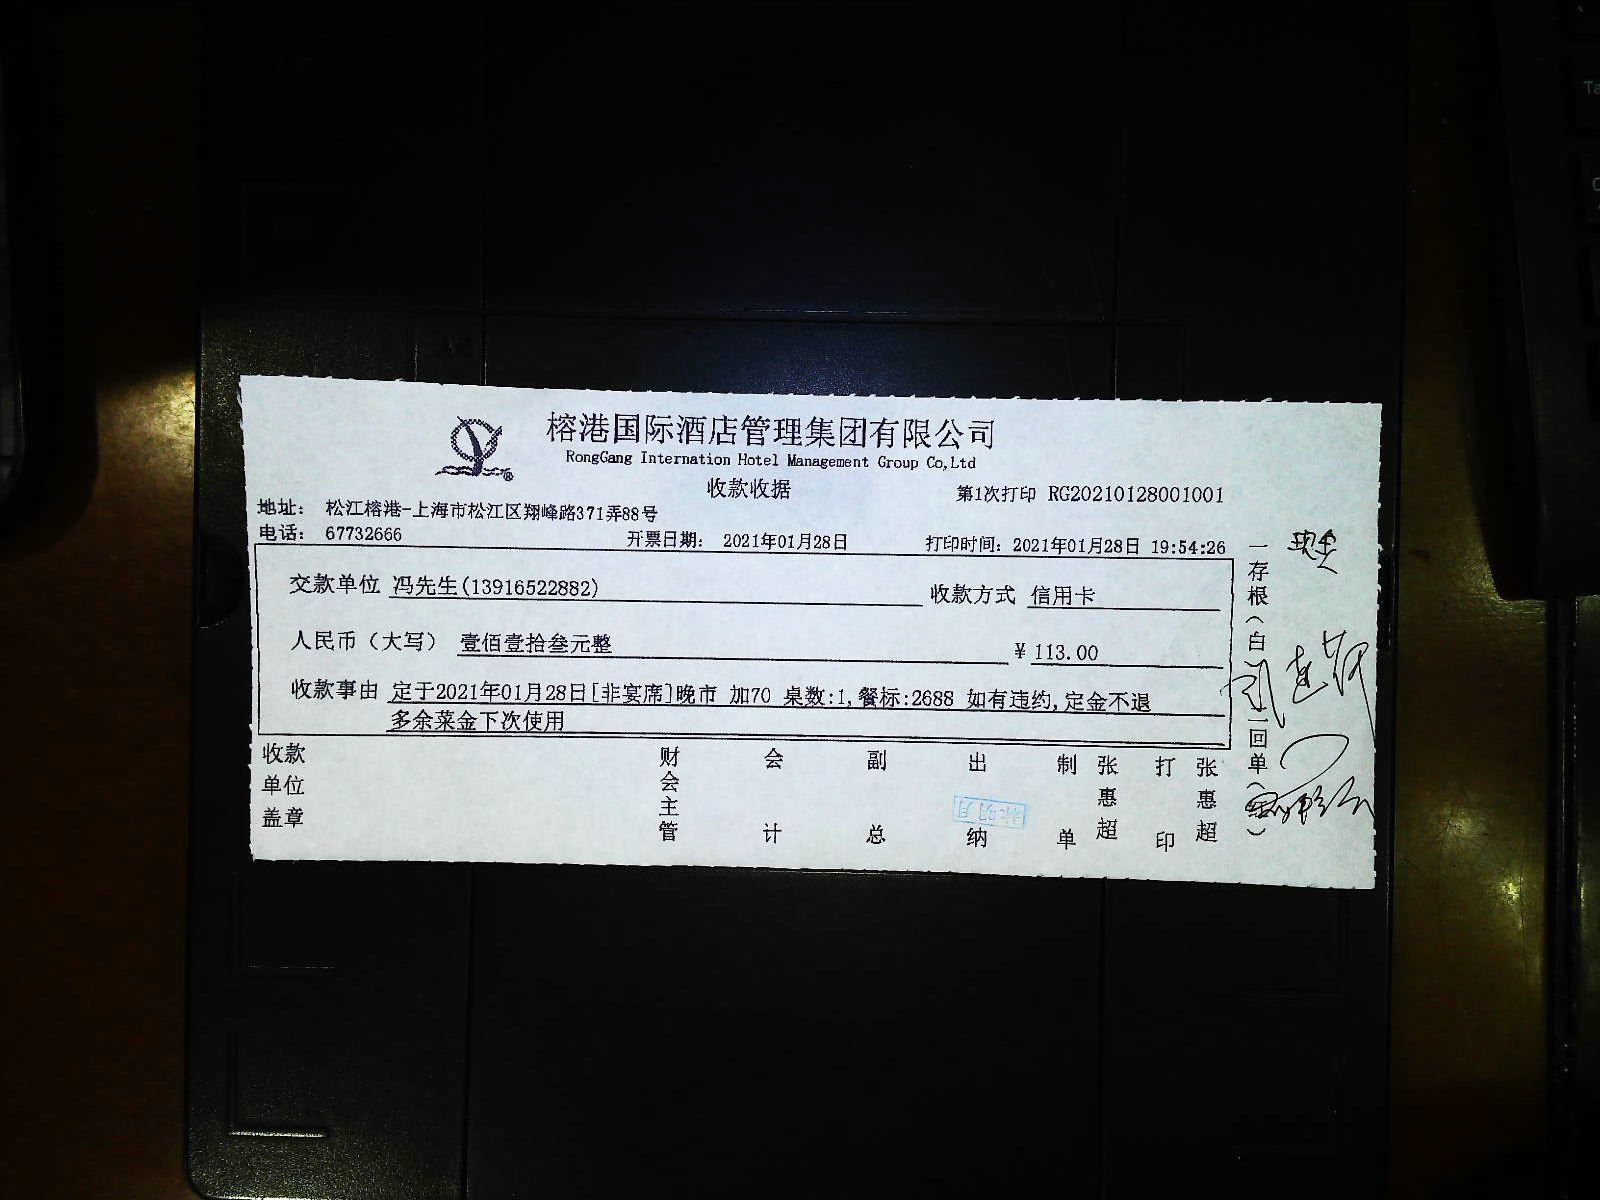 榕港国际酒店管理集团有限公司
RongGang Internation Hotel Management Group Co,Ltd
收款收据
第1次打印 RG20210128001001
地址： 松江榕港-上海市松江区翔峰路371弄88号
电话： 67732666
开票日期： 2021年01月28日
打印时间：2021年01月28日 19:54:26
交款单位 冯先生(13916522882)
收款方式 信用卡
人民币（大写） 壹佰壹拾叁元整
￥113.00
收款事由 定于2021年01月28日[非宴席]晚市 加70 桌数:1,餐标:2688 如有违约,定金不退
多余菜金下次使用
收款单位盖章
财会主管
会计
副总
出纳
制单 张惠超
打印 张惠超
一存根（白
二回单（
现金